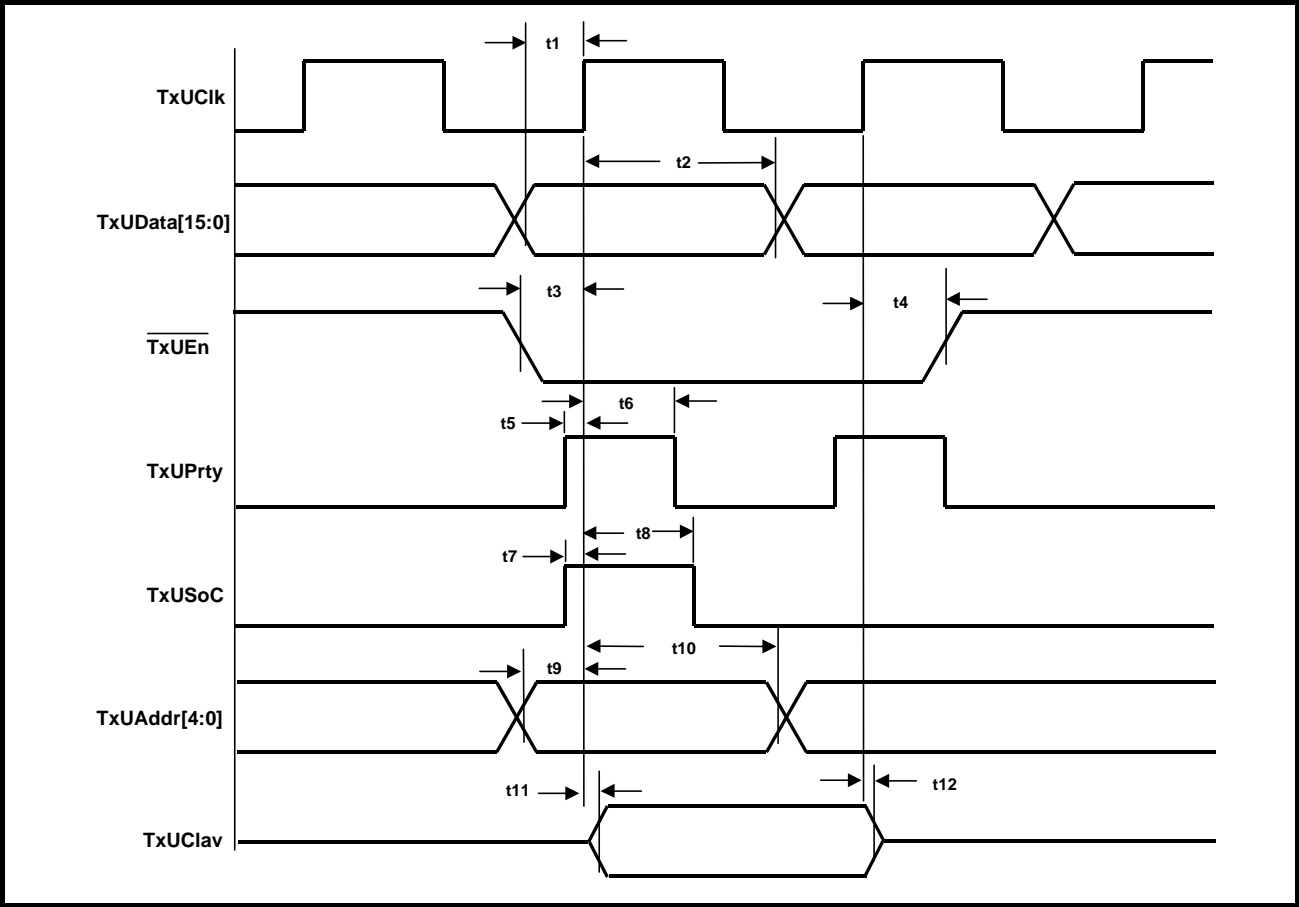 t1
TxUClk
t2
TxUData[15:0]
t3
t4
TxUEn
t6
t5
TxUPrty
t8
t7
TxUSoC
t10
t9
TxUAddr[4:0]
t11
t12
TxUClav